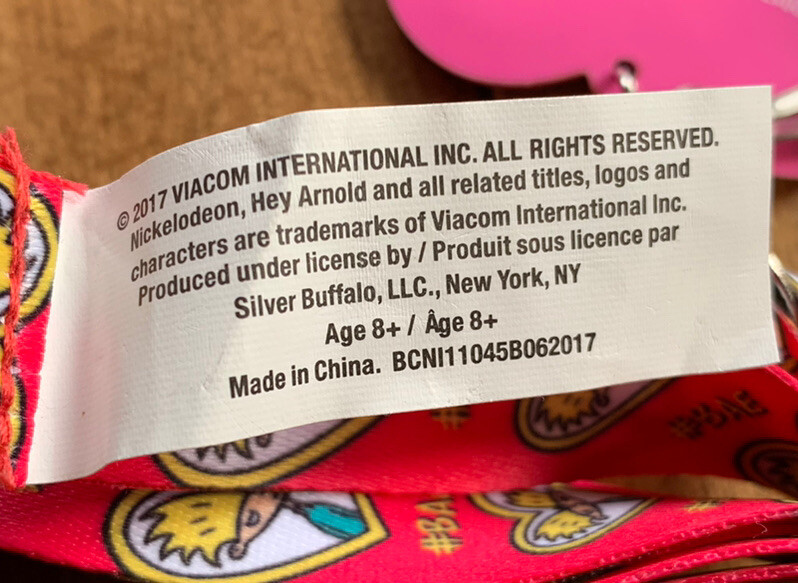 © 2017 VIACOM INTERNATIONAL INC. ALL RIGHTS RESERVED.
Nickelodeon, Hey Arnold and all related titles, logos and
characters are trademarks of Viacom International Inc.
Produced under license by / Produit sous licence par
Silver Buffalo, LLC., New York, NY
Age 8+ / Âge 8+
Made in China. BCNI11045B062017
#BAE